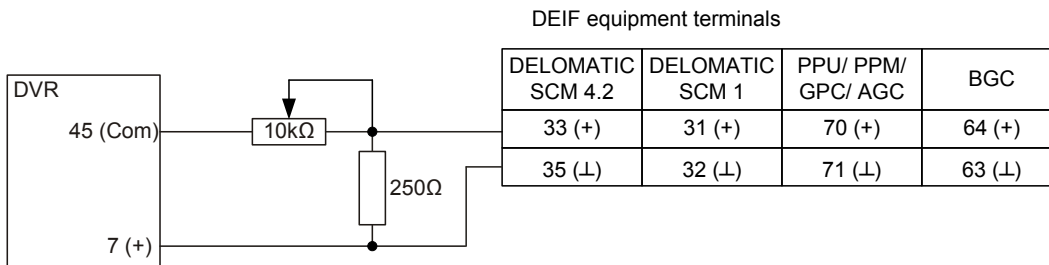 DEIF equipment terminals
DELOMATIC SCM 4.2
DELOMATIC SCM 1
PPU/ PPM/ GPC/ AGC
BGC
33 (+) 31 (+) 70 (+) 64 (+)
35 (⊥) 32 (⊥) 71 (⊥) 63 (⊥)
DVR
45 (Com)
10kΩ
250Ω
7 (+)